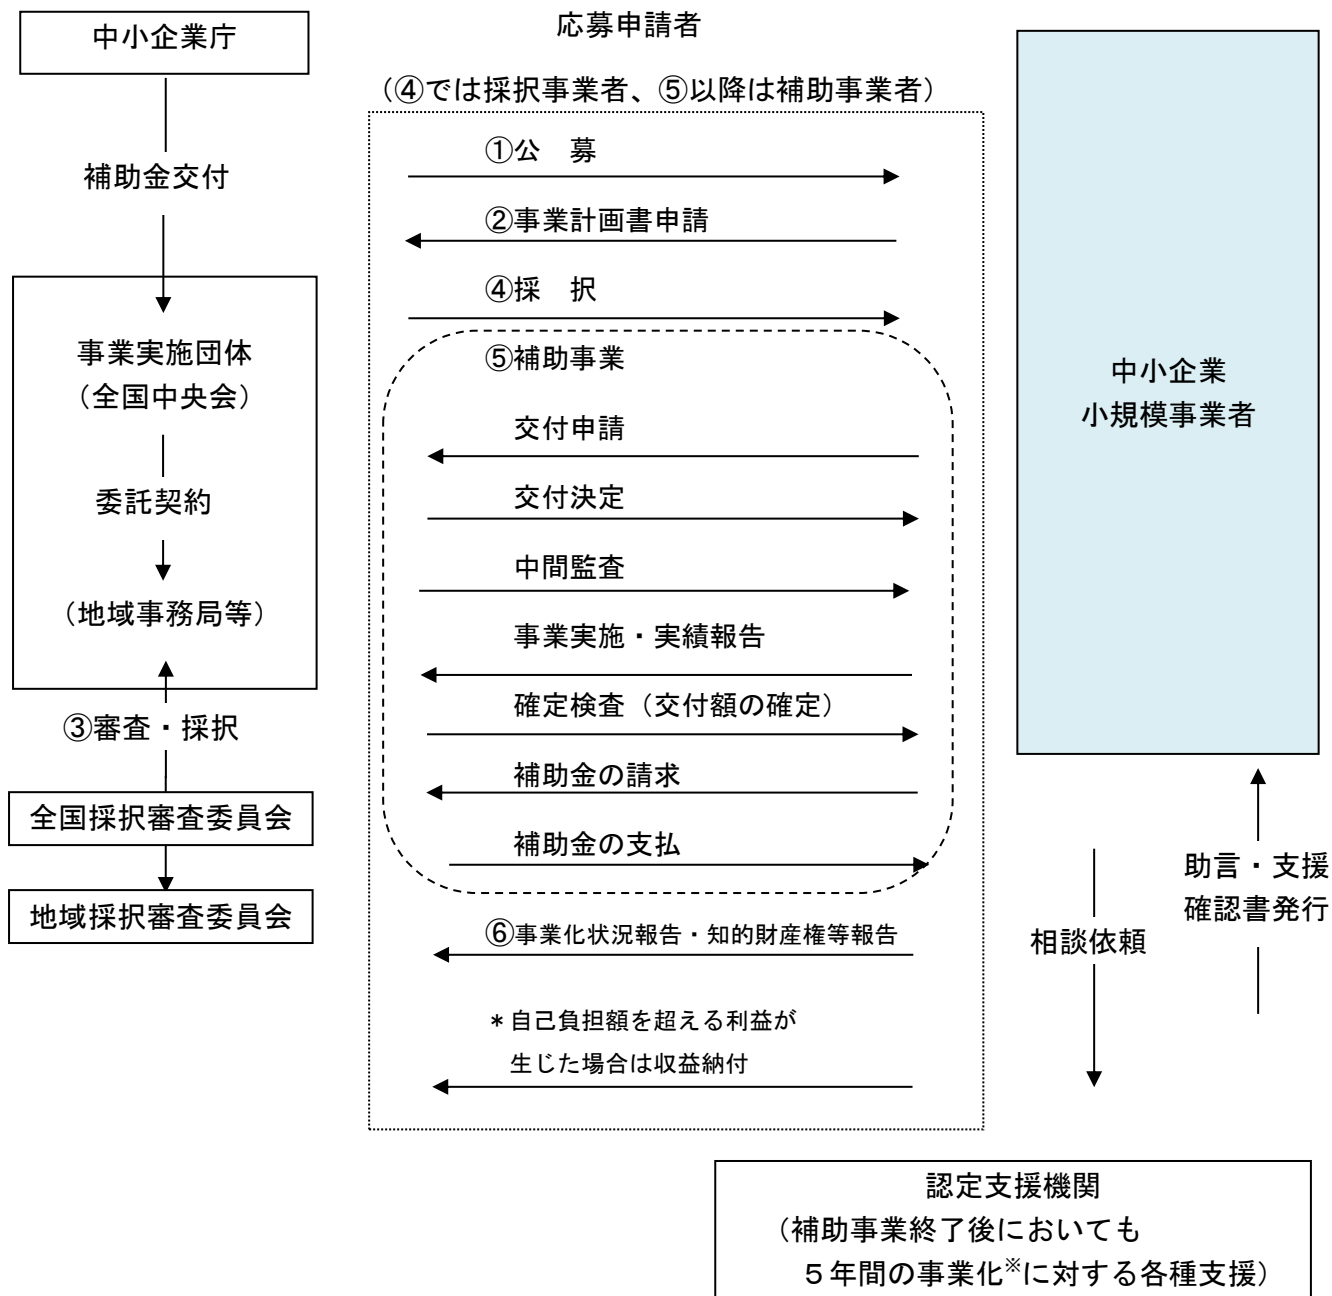 中小企業庁
補助金交付
事業実施団体
（全国中央会）
委託契約
（地域事務局等）
③審査・採択
全国採択審査委員会
地域採択審査委員会
応募申請者
（④では採択事業者、⑤以降は補助事業者）
①公　募
②事業計画書申請
④採　択
⑤補助事業
交付申請
交付決定
中間監査
事業実施・実績報告
確定検査（交付額の確定）
補助金の請求
補助金の支払
⑥事業化状況報告・知的財産権等報告
＊自己負担額を超える利益が
生じた場合は収益納付
中小企業
小規模事業者
相談依頼
助言・支援
確認書発行
認定支援機関
（補助事業終了後においても
５年間の事業化※に対する各種支援）